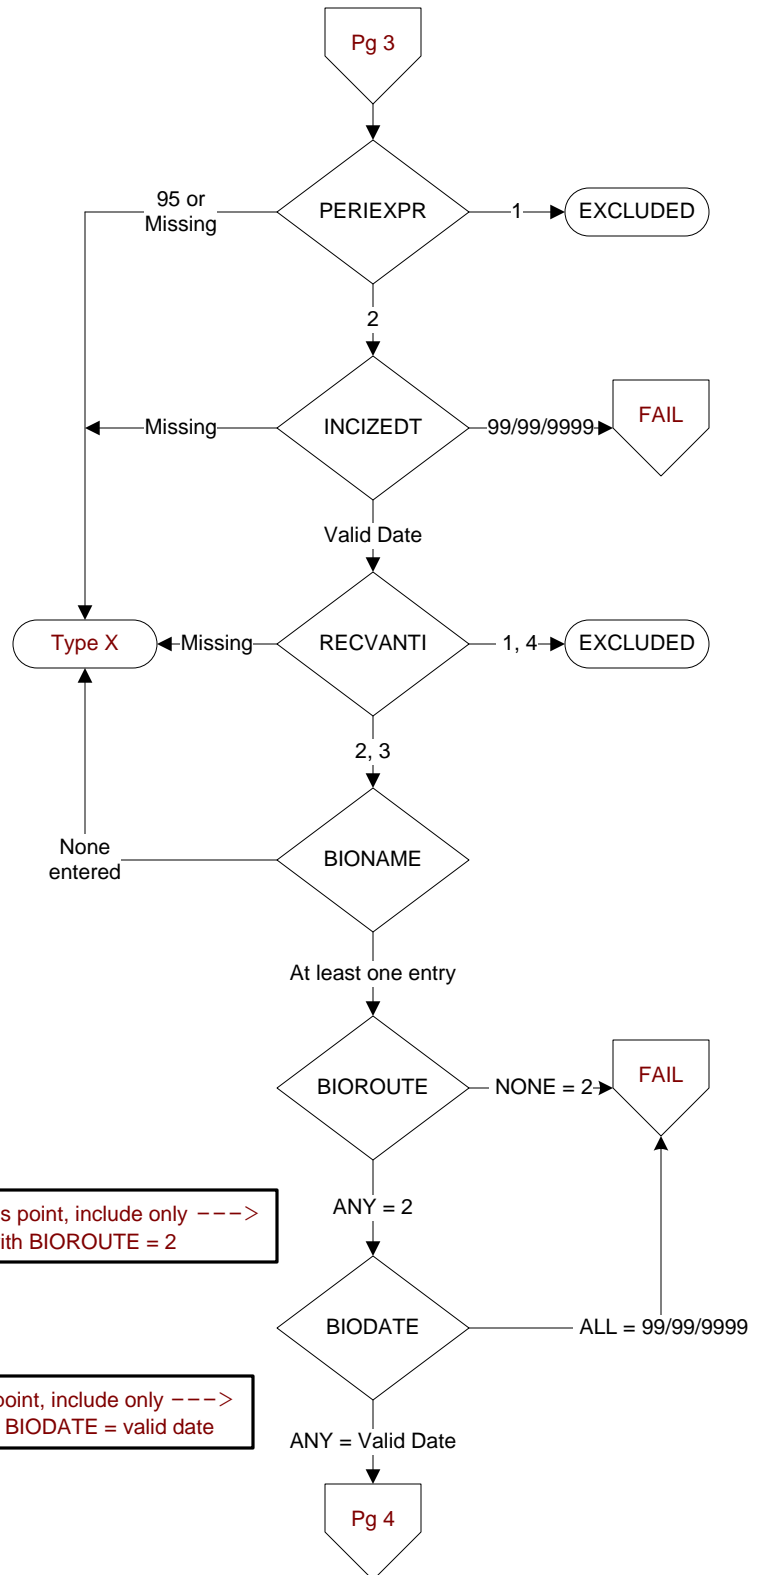 Pg 3
95 or
Missing
PERIEXPR
1
EXCLUDED
2
Missing
INCIZEDT
99/99/9999
FAIL
Valid Date
Type X
Missing
RECVANTI
1, 4
EXCLUDED
2, 3
None
entered
BIONAME
At least one entry
BIOROUTE
NONE = 2
FAIL
s point, include only --->
ith BIOROUTE = 2
ANY = 2
BIODATE
ALL = 99/99/9999
point, include only --->
BIODATE = valid date
ANY = Valid Date
Pg 4